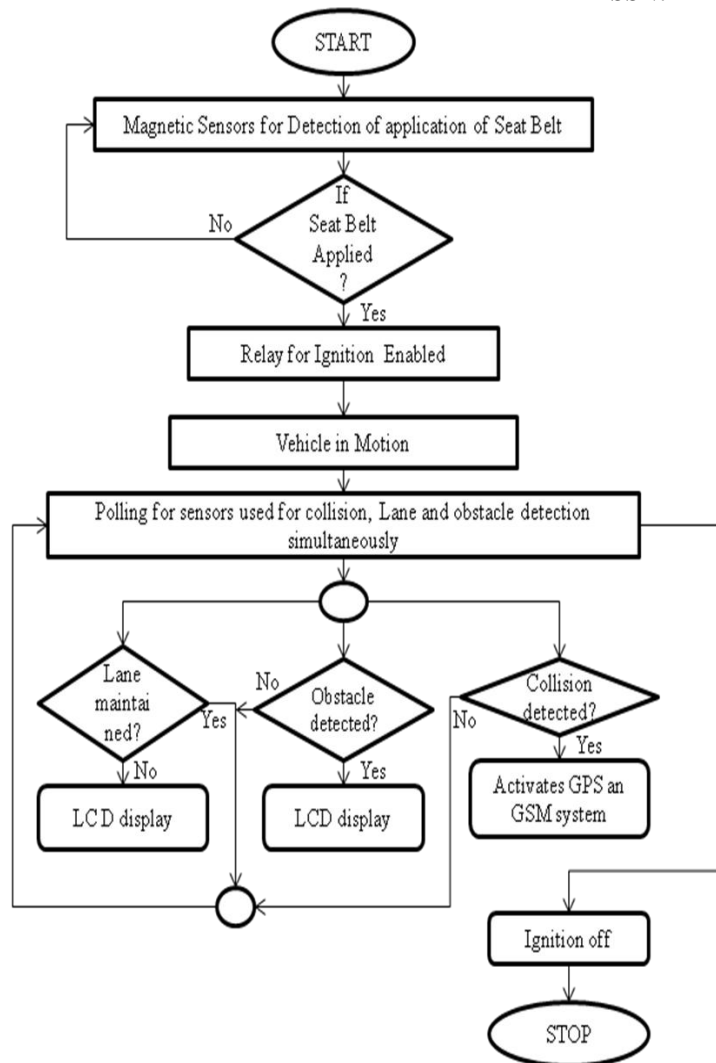 START
Magnetic Sensors for Detection of application of Seat Belt
If
Seat Belt
Applied
?
No
Yes
Relay for Ignition Enabled
Vehicle in Motion
Polling for sensors used for collision, Lane and obstacle detection
simultaneously
Lane
maintai
ned?
Yes
No
LCD display
No
Obstacle
detected?
Yes
LCD display
Collision
detected?
No
Yes
Activates GPS an
GSM system
Ignition off
STOP